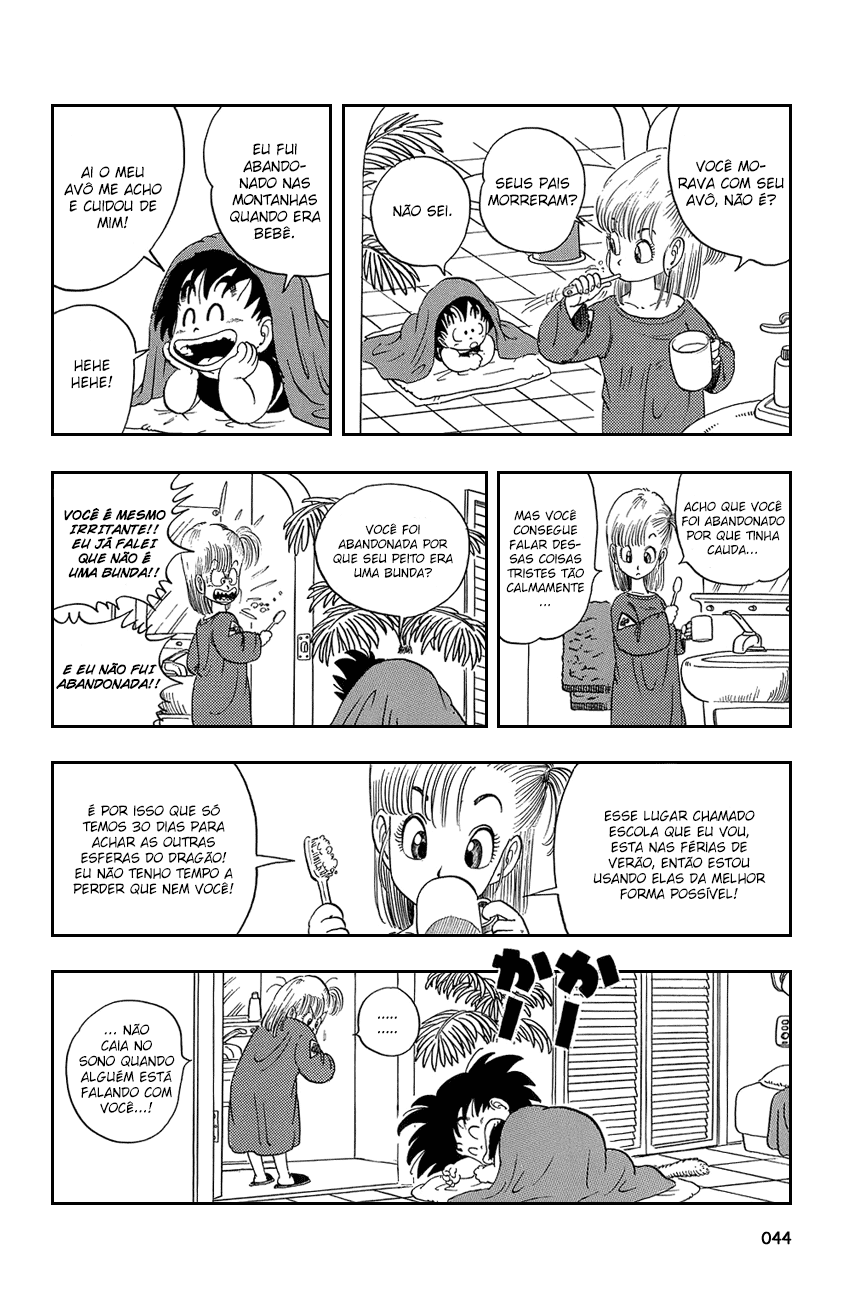 VOCÊ MO-
RAVA COM SEU
AVÔ, NÃO É?
SEUS PAIS
MORRERAM?
NÃO SEI.
EU FUI
ABANDO-
NADO NAS
MONTANHAS
QUANDO ERA
BEBÊ.
AI O MEU
AVÔ ME ACHO
E CUIDOU DE
MIM!
HEHE
HEHE!
ACHO QUE VOCÊ
FOI ABANDONADO
POR QUE TINHA
CAUDA...
MAS VOCÊ
CONSEGUE
FALAR DES-
SAS COISAS
TRISTES TÃO
CALMAMENTE
...
VOCÊ FOI
ABANDONADA POR
QUE SEU PEITO ERA
UMA BUNDA?
VOCÊ É MESMO
IRRITANTE!!
EU JÁ FALEI
QUE NÃO É
UMA BUNDA!!
E EU NÃO FUI
ABANDONADA!!
ESSE LUGAR CHAMADO
ESCOLA QUE EU VOU,
ESTA NAS FÉRIAS DE
VERÃO, ENTÃO ESTOU
USANDO ELAS DA MELHOR
FORMA POSSÍVEL!
É POR ISSO QUE SÓ
TEMOS 30 DIAS PARA
ACHAR AS OUTRAS
ESFERAS DO DRAGÃO!
EU NÃO TENHO TEMPO A
PERDER QUE NEM VOCÊ!
かー
かー
......
......
... NÃO
CAIA NO
SONO QUANDO
ALGUÉM ESTÁ
FALANDO COM
VOCÊ...!
044